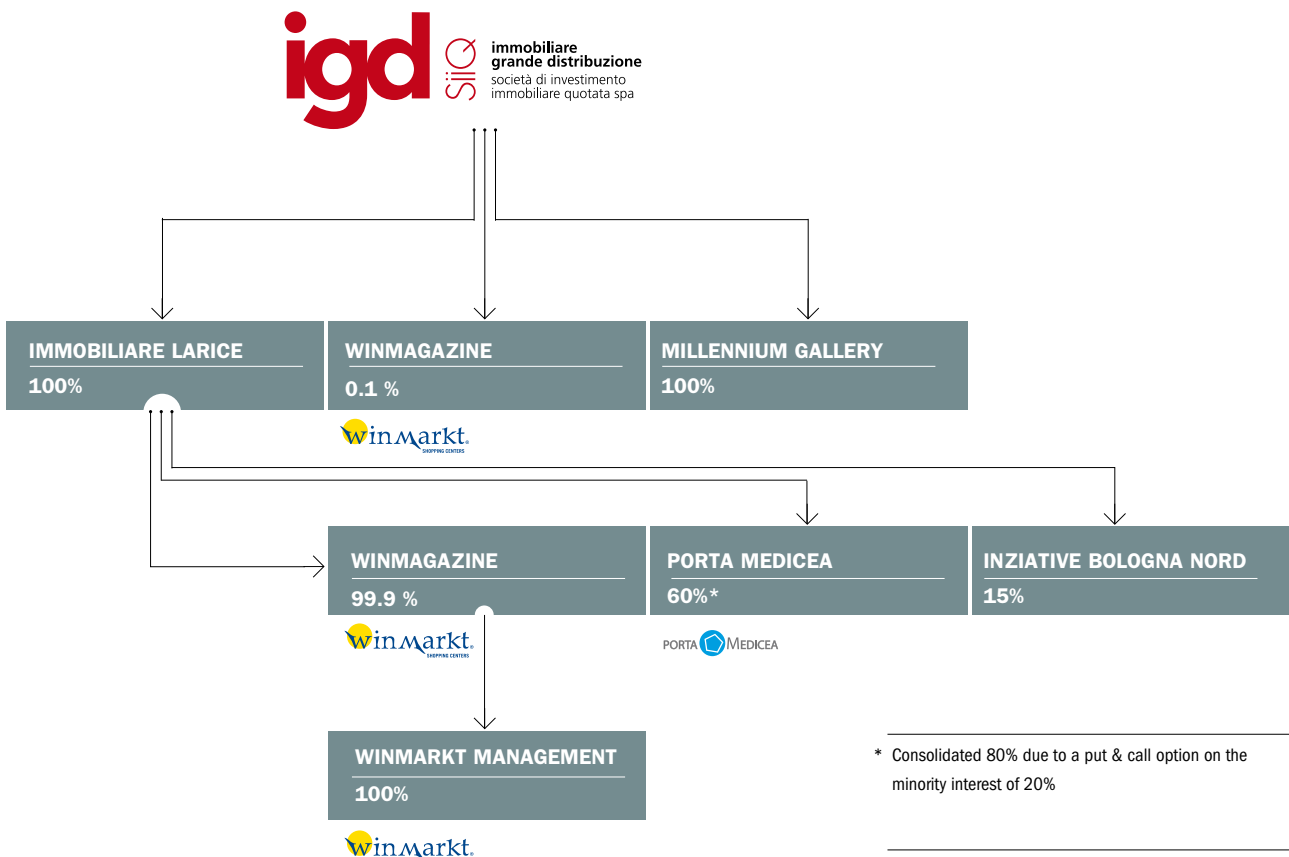 igd
SIIQ
immobiliare
grande distribuzione
società di investimento
immobiliare quotata spa
IMMOBILIARE LARICE
100%
WINMAGAZINE
0.1 %
MILLENNIUM GALLERY
100%
winmarkt.
SHOPPING CENTERS
WINMAGAZINE
99.9 %
PORTA MEDICEA
60%*
INZIATIVE BOLOGNA NORD
15%
winmarkt.
SHOPPING CENTERS
PORTA MEDICEA
WINMARKT MANAGEMENT
100%
* Consolidated 80% due to a put & call option on the
minority interest of 20%
winmarkt.